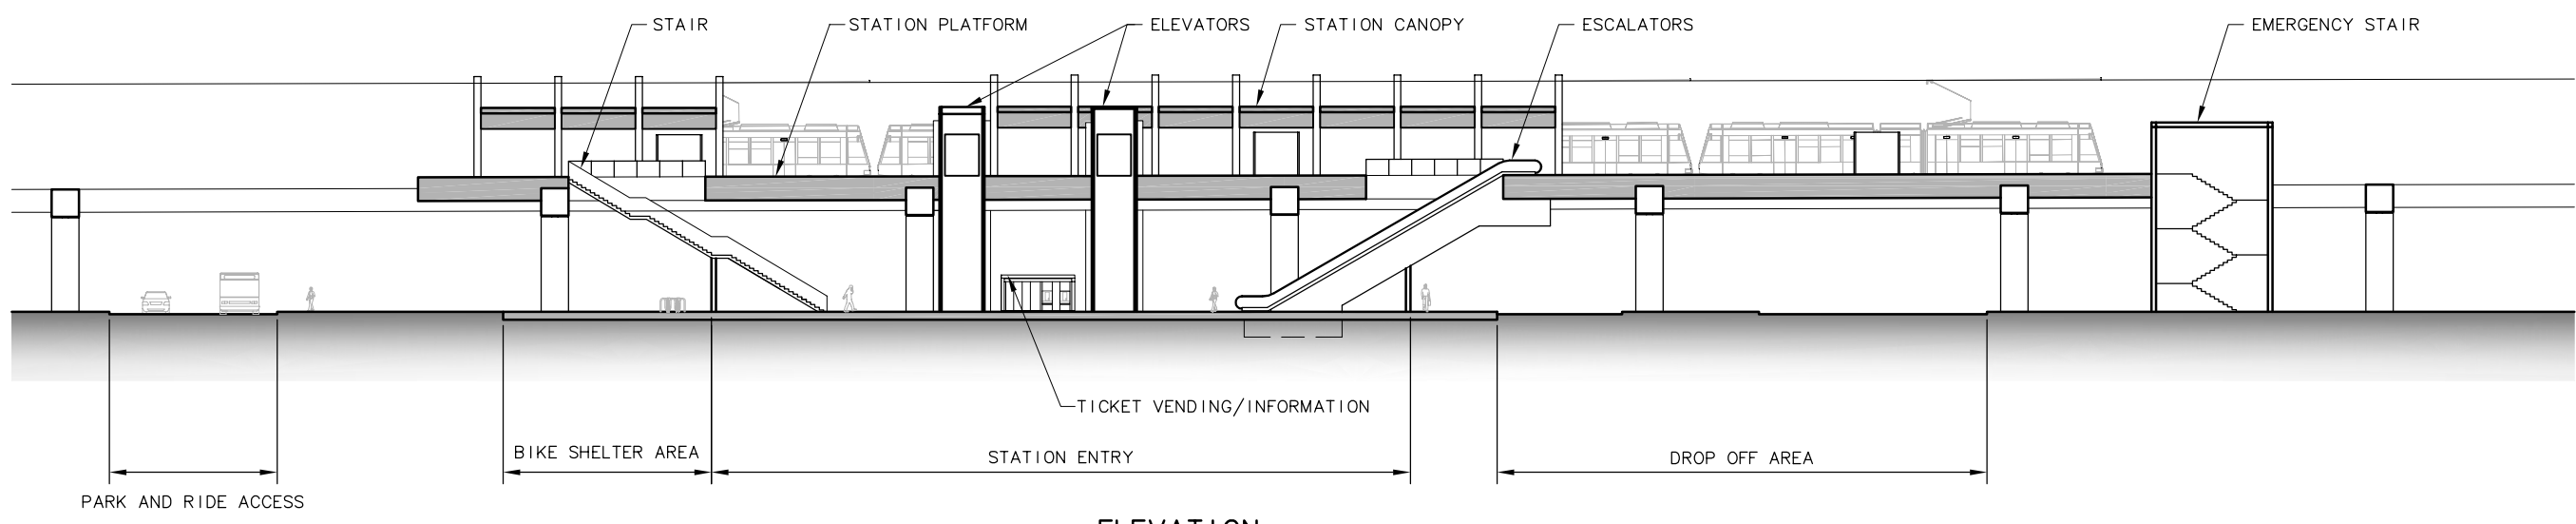 STAIR
STATION PLATFORM
ELEVATORS
STATION CANOPY
ESCALATORS
EMERGENCY STAIR
TICKET VENDING/INFORMATION
BIKE SHELTER AREA
STATION ENTRY
DROP OFF AREA
PARK AND RIDE ACCESS
ELEVATION